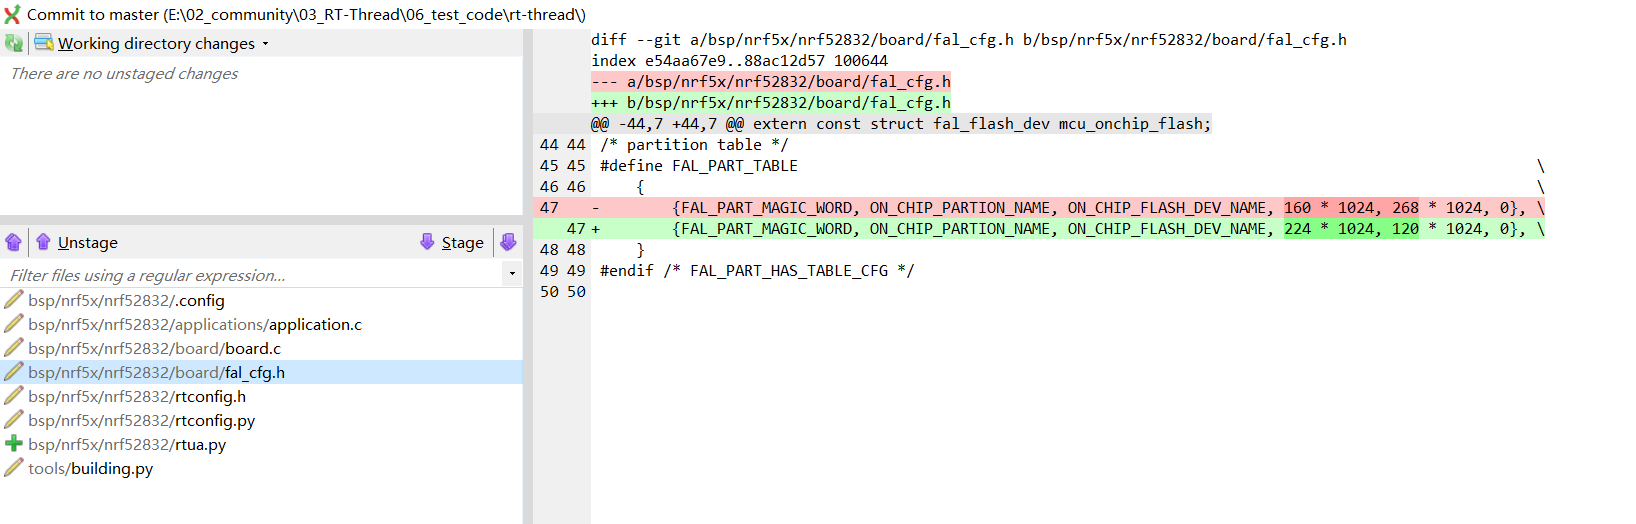 Commit to master (E:\02_community\03_RT-Thread\06_test_code\rt-thread\)
Working directory changes
There are no unstaged changes
Unstage
Stage
Filter files using a regular expression...
bsp/nrf5x/nrf52832/.config
bsp/nrf5x/nrf52832/applications/application.c
bsp/nrf5x/nrf52832/board/board.c
bsp/nrf5x/nrf52832/board/fal_cfg.h
bsp/nrf5x/nrf52832/rtconfig.h
bsp/nrf5x/nrf52832/rtconfig.py
bsp/nrf5x/nrf52832/rtua.py
tools/building.py
diff --git a/bsp/nrf5x/nrf52832/board/fal_cfg.h b/bsp/nrf5x/nrf52832/board/fal_cfg.h
index e54aa67e9..88ac12d57 100644
--- a/bsp/nrf5x/nrf52832/board/fal_cfg.h
+++ b/bsp/nrf5x/nrf52832/board/fal_cfg.h
@@ -44,7 +44,7 @@ extern const struct fal_flash_dev mcu_onchip_flash;
44 44 /* partition table */
45 45 #define FAL_PART_TABLE \
46 46 { \
47 - {FAL_PART_MAGIC_WORD, ON_CHIP_PARTION_NAME, ON_CHIP_FLASH_DEV_NAME, 160 * 1024, 268 * 1024, 0}, \
47 + {FAL_PART_MAGIC_WORD, ON_CHIP_PARTION_NAME, ON_CHIP_FLASH_DEV_NAME, 224 * 1024, 120 * 1024, 0}, \
48 48 }
49 49 #endif /* FAL_PART_HAS_TABLE_CFG */
50 50